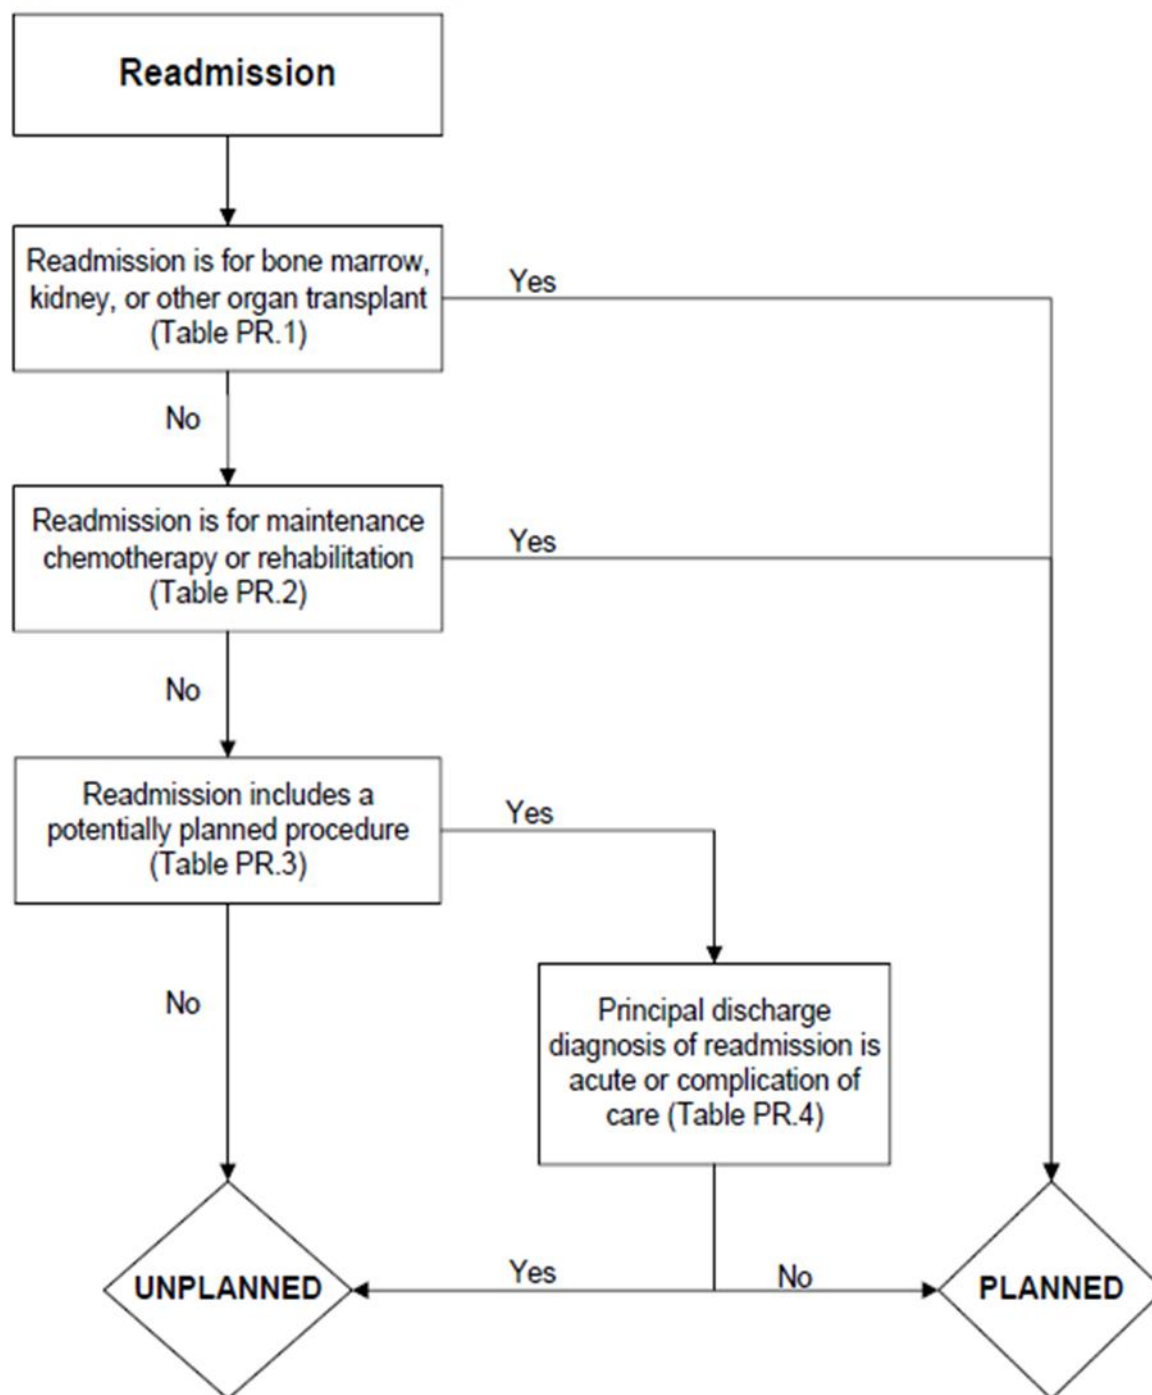 Readmission
Readmission is for bone marrow,
kidney, or other organ transplant
(Table PR.1)
Yes
No
Readmission is for maintenance
chemotherapy or rehabilitation
(Table PR.2)
Yes
No
Readmission includes a
potentially planned procedure
(Table PR.3)
Yes
No
Principal discharge
diagnosis of readmission is
acute or complication of
care (Table PR.4)
UNPLANNED
Yes
No
PLANNED